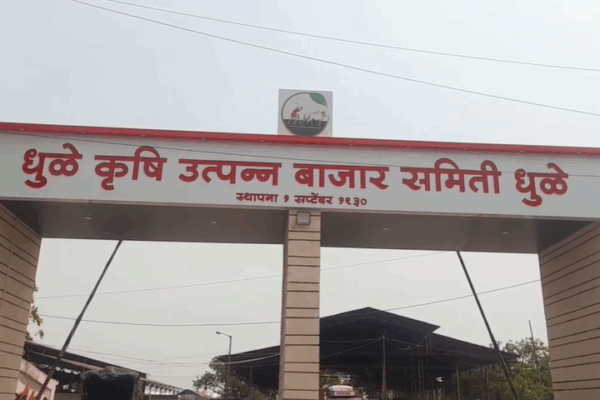 धुळे कृषि उत्पन्न बाजार समिती धुळे
स्थापना १ सप्टेंबर १९३०